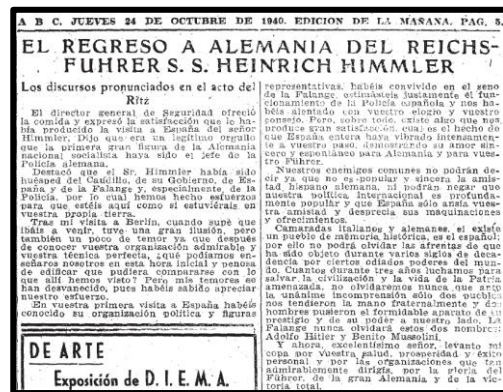 A B C. JUEVES 24 DE OCTUBRE DE 1940. EDICION DE LA MAÑANA. PAG. 5.
EL REGRESO A ALEMANIA DEL REICHS-
FUHRER S. S. HEINRICH HIMMLER
Los discursos pronunciados en el acto del
Ritz
El director general de Seguridad ofreció
la comida y expresó la satisfacción que le ha-
bía producido la visita a España del señor
Himmler. Dijo que era un legítimo orgullo
que la primera gran figura de la Alemania
nacional socialista haya sido el jefe de la
Policía alemana.
Destacó que el Sr. Himmler había sido
huésped del Caudillo, de su Gobierno, de Es-
paña y de la Falange y, especialmente, de la
Policía, por lo cual hemos hecho esfuerzos
para que estéis aquí como si estuviérais en
vuestra propia tierra.
Tras mi visita a Berlín, cuando supe que
ibáis a venir, tuve una gran ilusión, pero
también un poco de temor ya que después
de conocer vuestra organización admirable y
vuestra técnica perfecta, ¿qué podíamos en-
señaros nosotros en esta hora inicial y penosa
de edificar que pudiera compararse con lo
que allí hemos visto? Pero mis temores se
han desvanecido, pues habéis sabido apreciar
nuestro esfuerzo.
En vuestra primera visita a España habéis
conocido su organización política y figuras
representativas, habéis convivido en el seno
de la Falange, estimásteis justamente el fun-
cionamiento de la Policía española y nos ha-
béis alentado con vuestro elogio y vuestro
consejo. Pero, sobre todo, existe algo que nos
produce gran satisfacción, cual es el hecho de
que España entera haya vibrado intensamen-
te a vuestro paso, demostrando su amor sin-
cero y espontáneo para Alemania y para vues-
tro Führer.
Nuestros enemigos comunes no podrán de-
cir ya que no es popular y sincera la amis-
tad hispano alemana, ni podrán negar que
nuestra política internacional es profunda-
mente popular y que España sólo ansía vues-
tra amistad y desprecia sus maquinaciones
y ofrecimientos.
Camaradas italianos y alemanes, si existe
un pueblo de memoria histórica, es el español;
por ello no podrá olvidar las afrentas de que
ha sido objeto durante varios siglos de deca-
dencia por ciertos odiados poderes del mun-
do. Cuantos durante tres años luchamos para
salvar la civilización y la vida de la Patria
amenazada, no olvidaremos nunca que ante
la unánime incomprensión sólo dos pueblos
nos tendieron la mano fraternalmente y dos
hombres pusieron el formidable aparato de su
prestigio y de su poder a nuestro lado. La
Falange nunca olvidará estos dos nombres:
Adolfo Hitler y Benito Mussolini.
Y ahora, excelentísimo señor, levanto mi
copa por vuestra salud, prosperidad y éxito
personal y por las organizaciones que tan
admirablemente dirigís, por la gloria del
Führer, de la gran Alemania y de la vic-
toria total.
DE ARTE
Exposición de D. I. E. M. A.